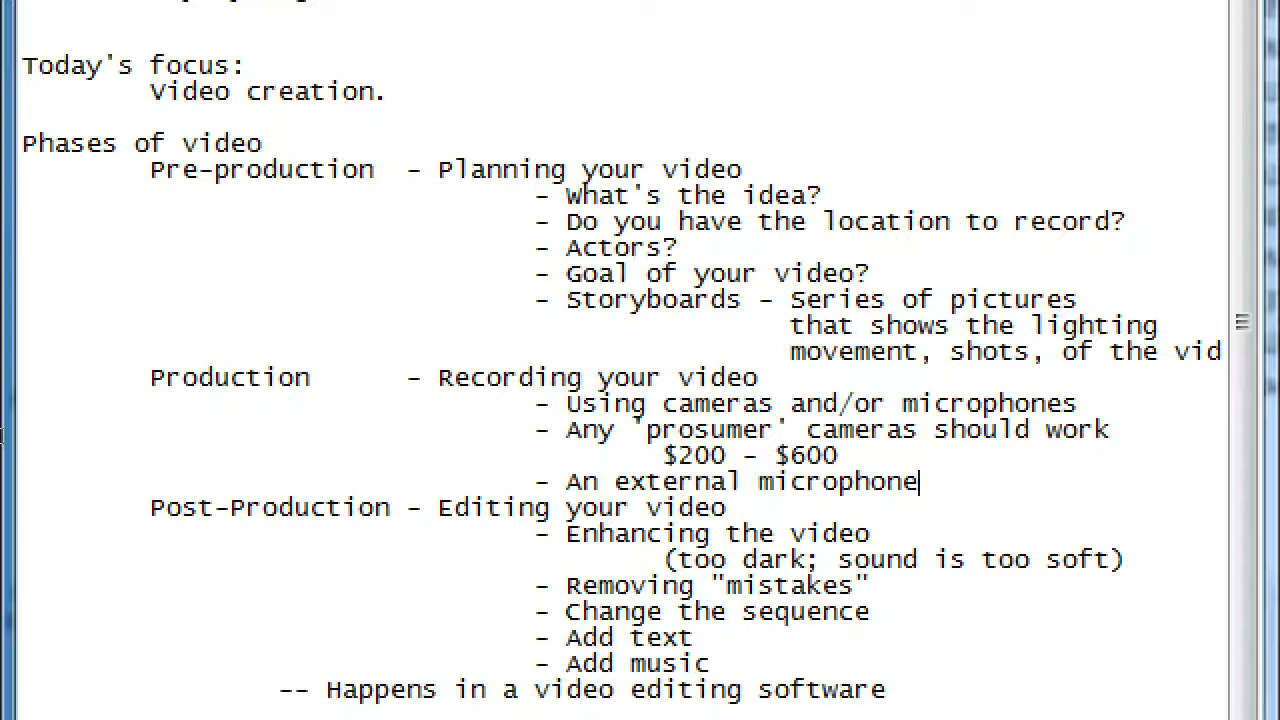 Today's focus:
Video creation.
Phases of video
Pre-production - Planning your video
- What's the idea?
- Do you have the location to record?
- Actors?
- Goal of your video?
- Storyboards - Series of pictures
that shows the lighting
movement, shots, of the vid
Production - Recording your video
- Using cameras and/or microphones
- Any 'prosumer' cameras should work
$200 - $600
- An external microphone
Post-Production - Editing your video
- Enhancing the video
(too dark; sound is too soft)
- Removing "mistakes"
- Change the sequence
- Add text
- Add music
-- Happens in a video editing software